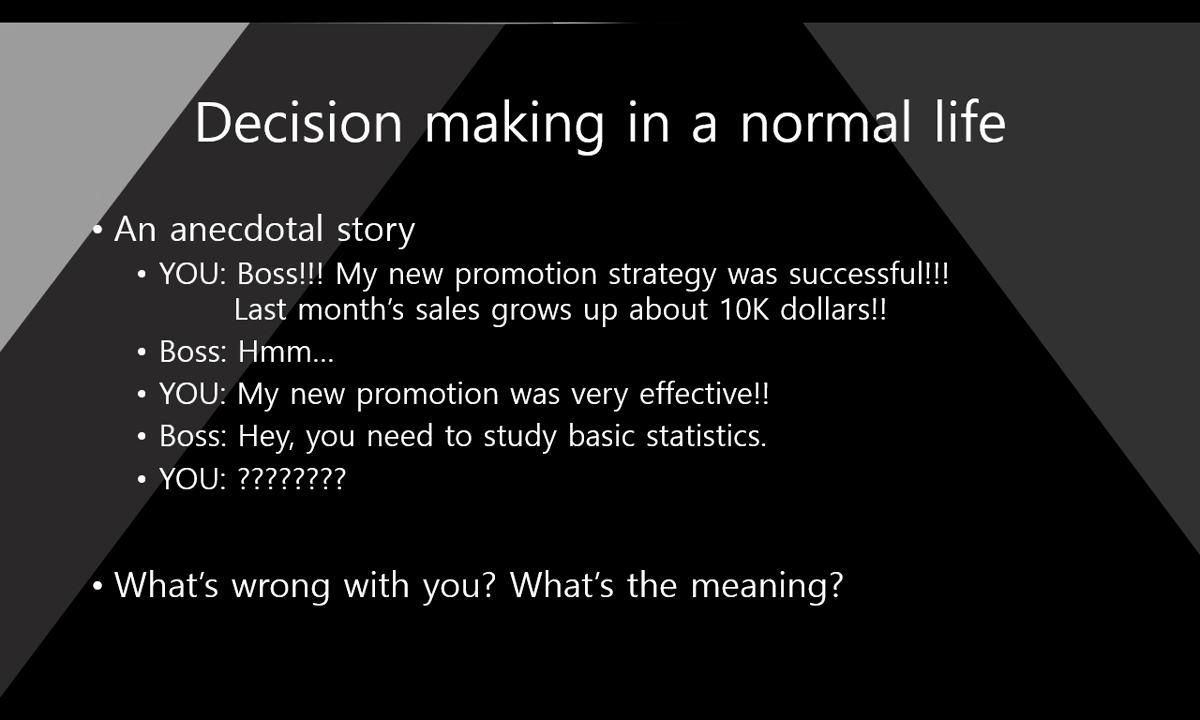 Decision making in a normal life
• An anecdotal story
• YOU: Boss!!! My new promotion strategy was successful!!!
Last month’s sales grows up about 10K dollars!!
• Boss: Hmm…
• YOU: My new promotion was very effective!!
• Boss: Hey, you need to study basic statistics.
• YOU: ????????
• What’s wrong with you? What’s the meaning?